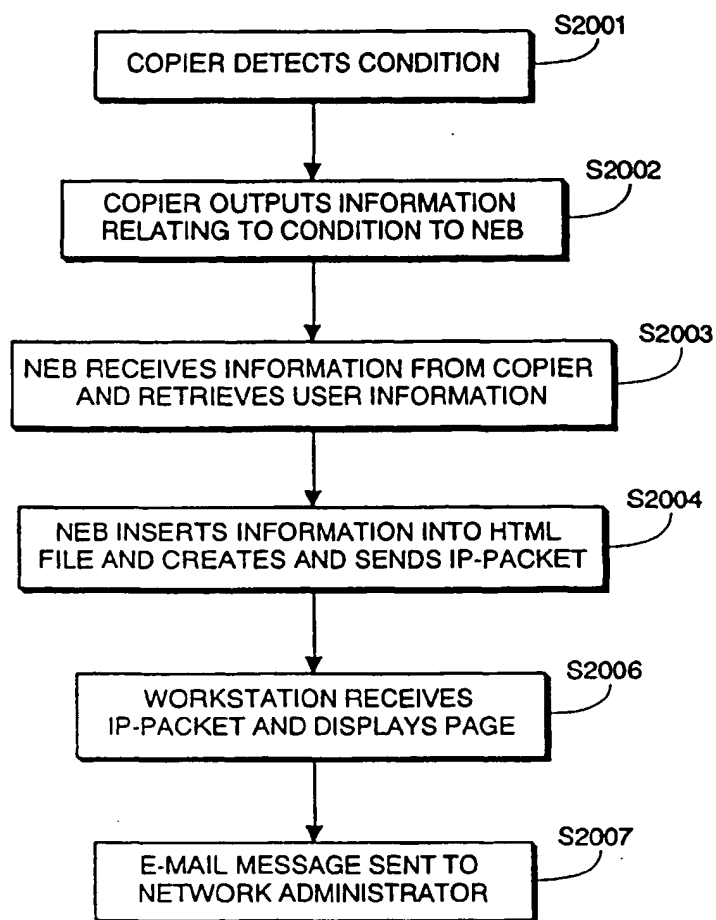 S2001
COPIER DETECTS CONDITION
S2002
COPIER OUTPUTS INFORMATION
RELATING TO CONDITION TO NEB
S2003
NEB RECEIVES INFORMATION FROM COPIER
AND RETRIEVES USER INFORMATION
S2004
NEB INSERTS INFORMATION INTO HTML
FILE AND CREATES AND SENDS IP-PACKET
S2006
WORKSTATION RECEIVES
IP-PACKET AND DISPLAYS PAGE
S2007
E-MAIL MESSAGE SENT TO
NETWORK ADMINISTRATOR